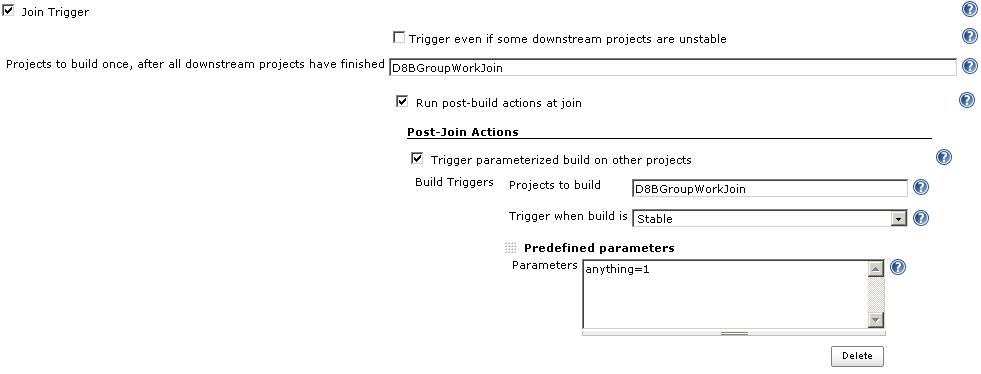 Join Trigger
Trigger even if some downstream projects are unstable
Projects to build once, after all downstream projects have finished D8BGroupWorkJoin
Run post-build actions at join
Post-Join Actions
Trigger parameterized build on other projects
Build Triggers Projects to build D8BGroupWorkJoin
Trigger when build is Stable
Predefined parameters
Parameters anything=1
Delete